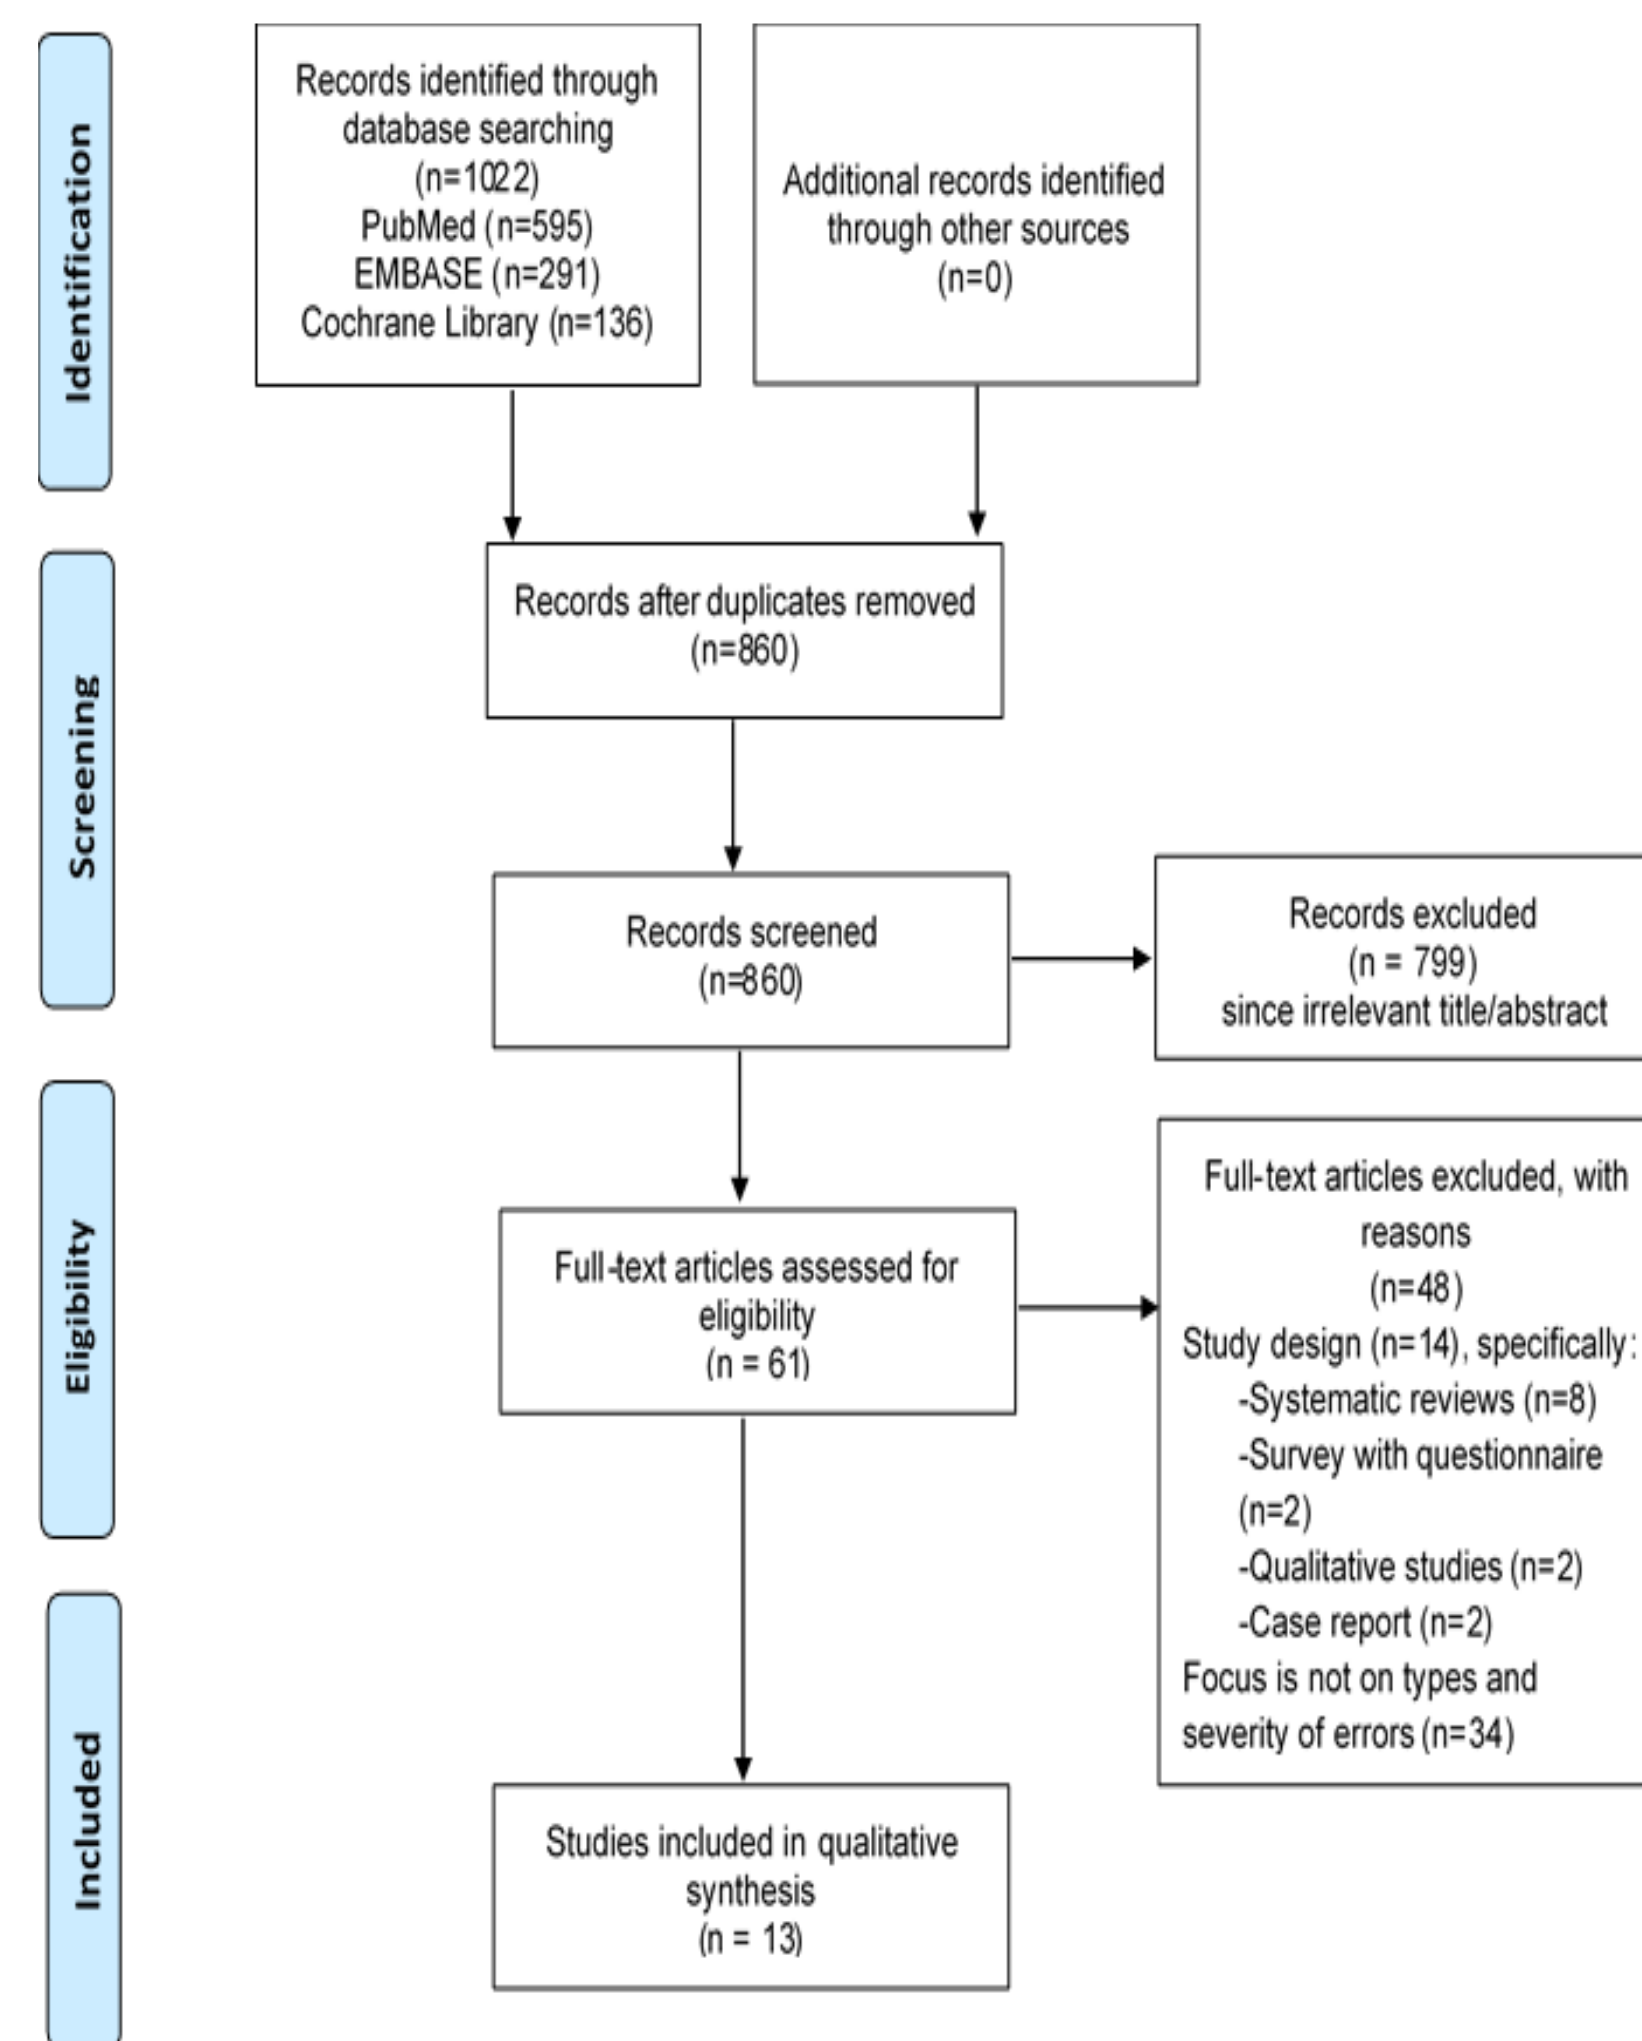 Identification
Records identified through
database searching
(n=1022)
PubMed (n=595)
EMBASE (n=291)
Cochrane Library (n=136)
Additional records identified
through other sources
(n=0)
Screening
Records after duplicates removed
(n=860)
Records screened
(n=860)
Records excluded
(n = 799)
since irrelevant title/abstract
Eligibility
Full-text articles assessed for
eligibility
(n = 61)
Full-text articles excluded, with
reasons
(n=48)
Study design (n=14), specifically:
-Systematic reviews (n=8)
-Survey with questionnaire
(n=2)
-Qualitative studies (n=2)
-Case report (n=2)
Focus is not on types and
severity of errors (n=34)
Included
Studies included in qualitative
synthesis
(n = 13)